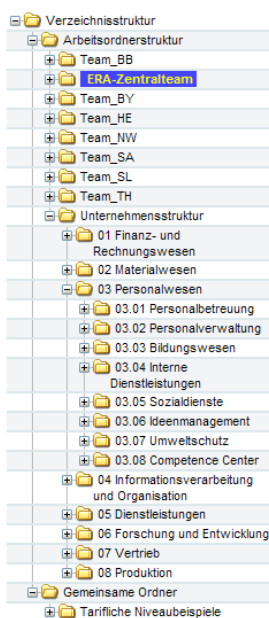 Verzeichnisstruktur
Arbeitsordnerstruktur
Team_BB
ERA-Zentralteam
Team_BY
Team_HE
Team_NW
Team_SA
Team_SL
Team_TH
Unternehmensstruktur
01 Finanz- und
Rechnungswesen
02 Materialwesen
03 Personalwesen
03.01 Personalbetreuung
03.02 Personalverwaltung
03.03 Bildungswesen
03.04 Interne
Dienstleistungen
03.05 Sozialdienste
03.06 Ideenmanagement
03.07 Umweltschutz
03.08 Competence Center
04 Informationsverarbeitung
und Organisation
05 Dienstleistungen
06 Forschung und Entwicklung
07 Vertrieb
08 Produktion
Gemeinsame Ordner
Tarifliche Niveaubeispiele